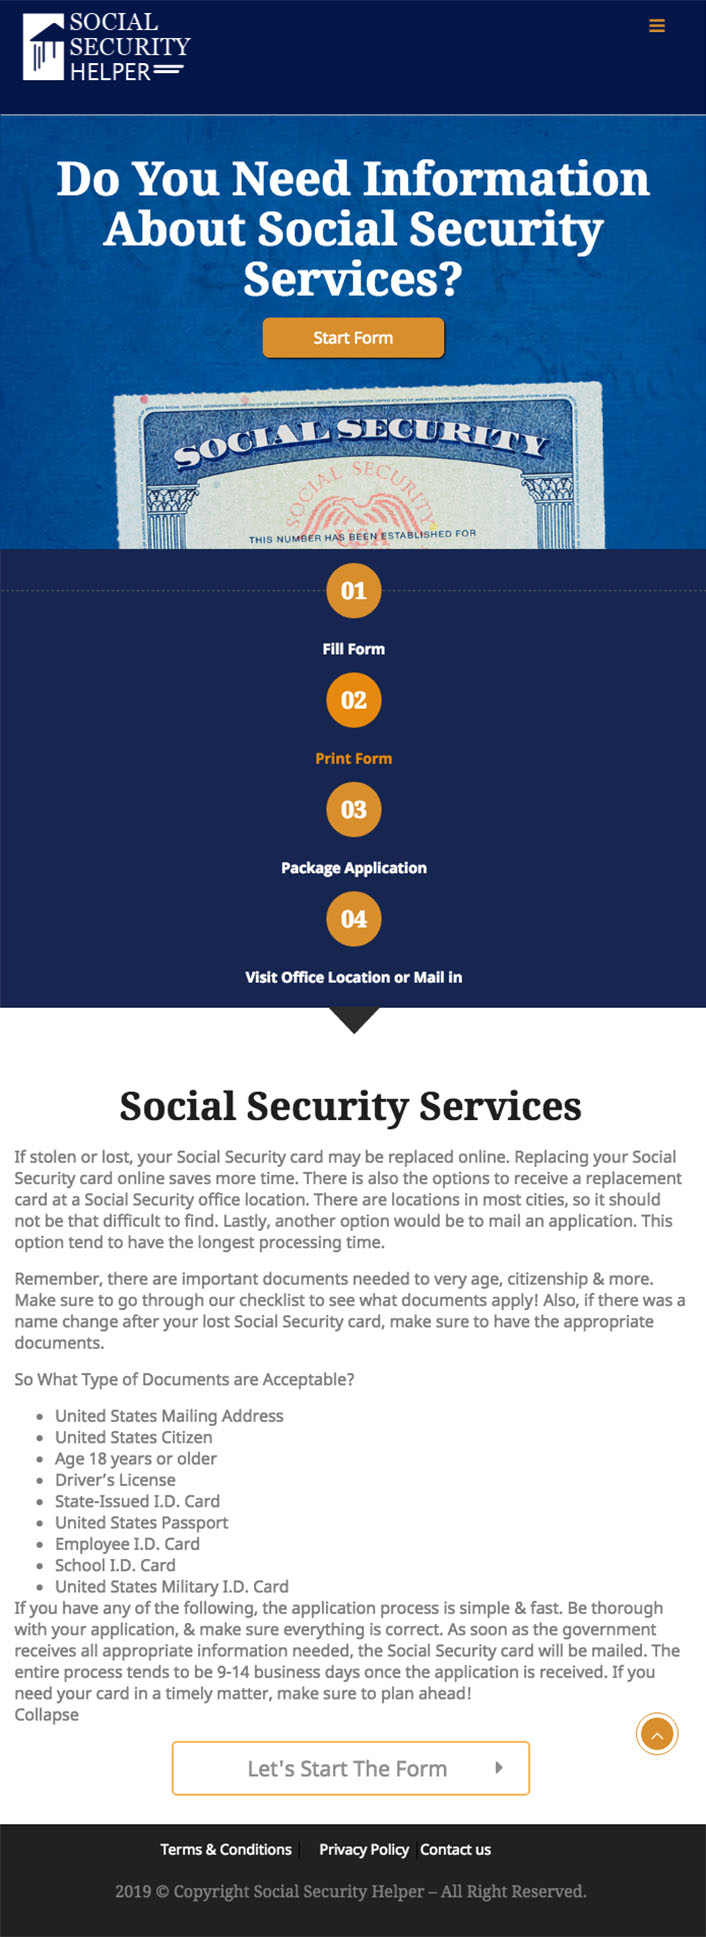 SOCIAL
SECURITY
HELPER
Do You Need Information
About Social Security
Services?
Start Form
SOCIAL SECURITY
SOCIAL SECURITY
USA
THIS NUMBER HAS BEEN ESTABLISHED FOR
01
Fill Form
02
Print Form
03
Package Application
04
Visit Office Location or Mail in
Social Security Services
If stolen or lost, your Social Security card may be replaced online. Replacing your Social
Security card online saves more time. There is also the options to receive a replacement
card at a Social Security office location. There are locations in most cities, so it should
not be that difficult to find. Lastly, another option would be to mail an application. This
option tend to have the longest processing time.
Remember, there are important documents needed to very age, citizenship & more.
Make sure to go through our checklist to see what documents apply! Also, if there was a
name change after your lost Social Security card, make sure to have the appropriate
documents.
So What Type of Documents are Acceptable?
• United States Mailing Address
• United States Citizen
• Age 18 years or older
• Driver’s License
• State-Issued I.D. Card
• United States Passport
• Employee I.D. Card
• School I.D. Card
• United States Military I.D. Card
If you have any of the following, the application process is simple & fast. Be thorough
with your application, & make sure everything is correct. As soon as the government
receives all appropriate information needed, the Social Security card will be mailed. The
entire process tends to be 9-14 business days once the application is received. If you
need your card in a timely matter, make sure to plan ahead!
Collapse
Let's Start The Form
Terms & Conditions | Privacy Policy | Contact us
2019 © Copyright Social Security Helper – All Right Reserved.